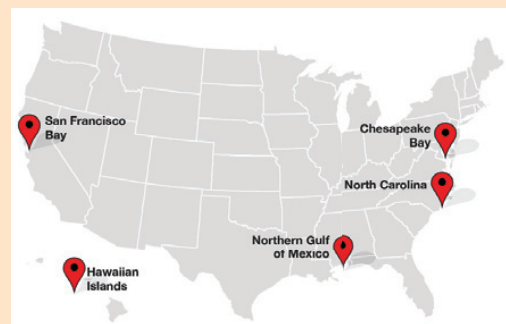 San Francisco
Bay
Chesapeake
Bay
North Carolina
Northern Gulf
of Mexico
Hawaiian
Islands